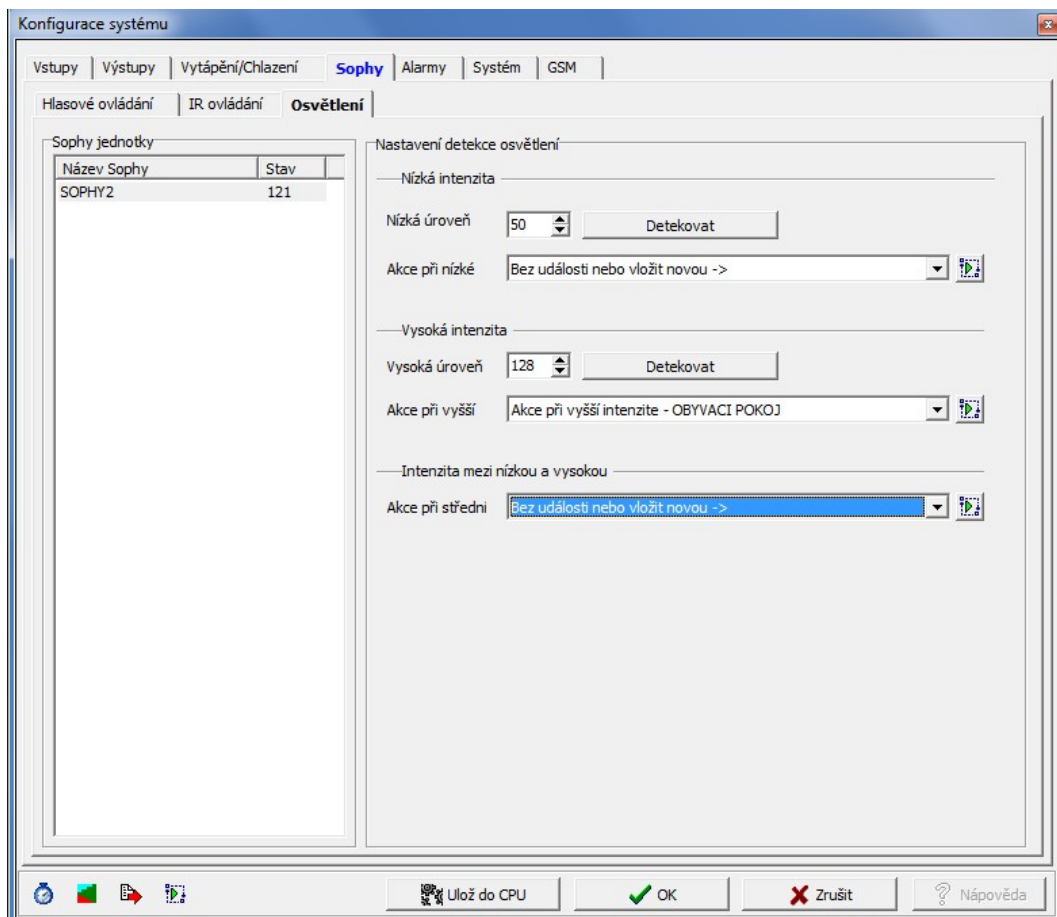 Konfigurace systému
Vstupy Výstupy Vytápění/Chlazení Sophy Alarmy Systém GSM
Hlasové ovládání IR ovládání Osvětlení
Sophy jednotky
Název Sophy Stav
SOPHY2 121
Nastavení detekce osvětlení
Nízká intenzita
Nízká úroveň 50 Detekovat
Akce při nízké Bez události nebo vložit novou ->
Vysoká intenzita
Vysoká úroveň 128 Detekovat
Akce při vyšší Akce při vyšší intenzite - OBYVACI POKOJ
Intenzita mezi nízkou a vysokou
Akce při středni Bez události nebo vložit novou ->
Ulož do CPU OK Zrušit Nápověda